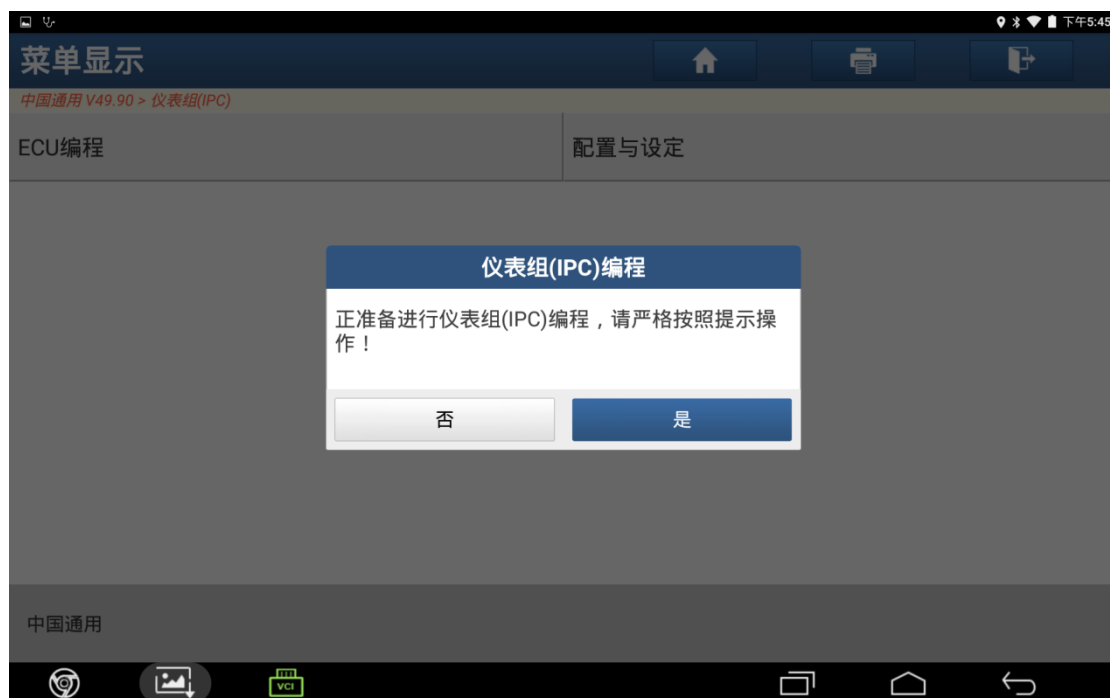 下午5:45
菜单显示
中国通用 V49.90 > 仪表组(IPC)
ECU编程
配置与设定
仪表组(IPC)编程
正准备进行仪表组(IPC)编程，请严格按照提示操
作！
否
是
中国通用
VCI